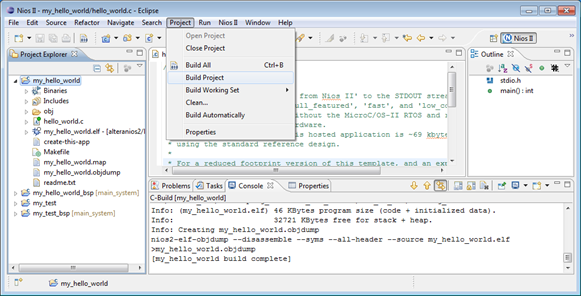 Nios II - my_hello_world/hello_world.c - Eclipse
File Edit Source Refactor Navigate Search Project Run Nios II Window Help
Nios II
Open Project
Close Project
Build All Ctrl+B
Build Project
Build Working Set
Clean...
Build Automatically
Properties
Project Explorer
my_hello_world
Binaries
Includes
obj
hello_world.c
my_hello_world.elf - [alteranios2/l
create-this-app
Makefile
my_hello_world.map
my_hello_world.objdump
readme.txt
my_hello_world_bsp [main_system]
my_test
my_test_bsp [main_system]
from Nios II' to the STDOUT strea
ull_featured', 'fast', and 'low_co
ithout the MicroC/OS-II RTOS and r
rdware.
is hosted application is ~69 kbyte
* using the standard reference design.
*
* For a reduced footprint version of this template, and an exp
Outline
stdio.h
main() : int
Problems Tasks Console Properties
C-Build [my_hello_world]
Info: (my_hello_world.elf) 46 KBytes program size (code + initialized data).
Info: 32721 KBytes free for stack + heap.
Info: Creating my_hello_world.objdump
nios2-elf-objdump --disassemble --syms --all-header --source my_hello_world.elf
>my_hello_world.objdump
[my_hello_world build complete]
my_hello_world